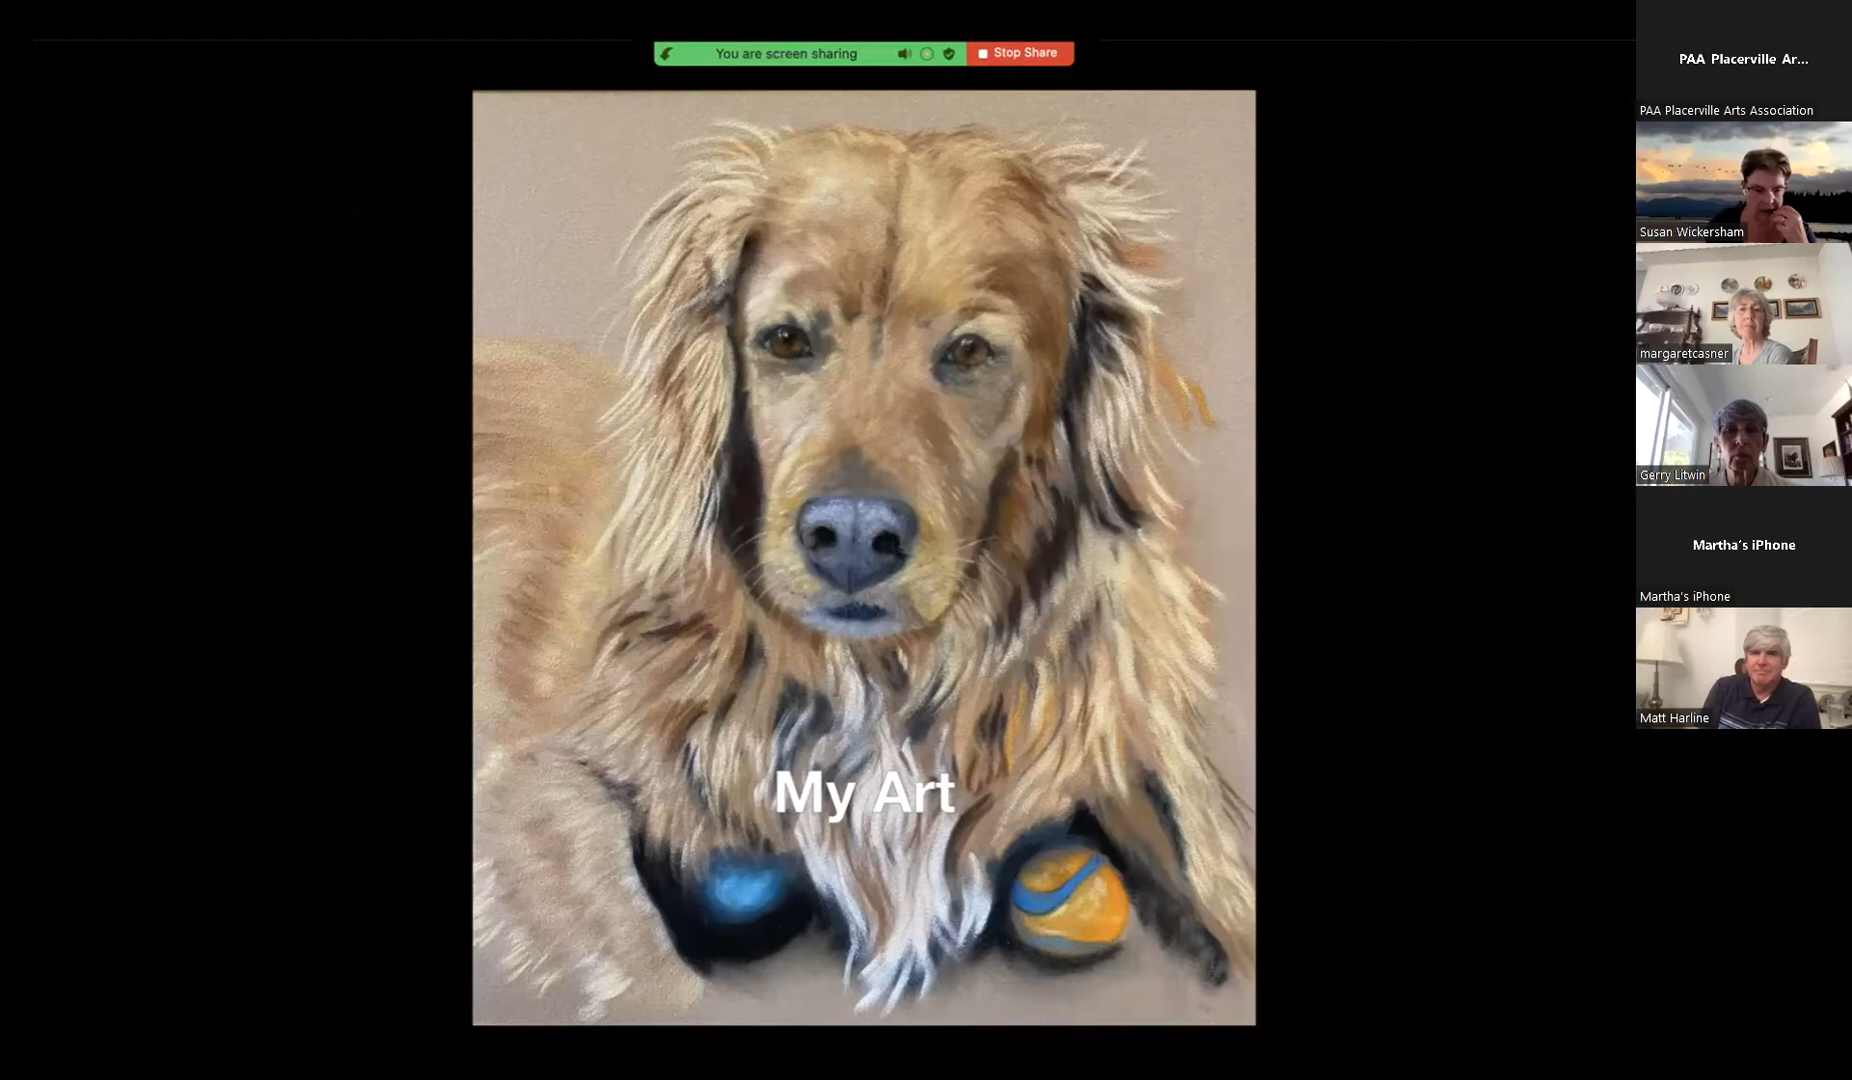 You are screen sharing
Stop Share
My Art
PAA Placerville Ar...
PAA Placerville Arts Association
Susan Wickersham
margaretcasner
Gerry Litwin
Martha's iPhone
Martha's iPhone
Matt Harline